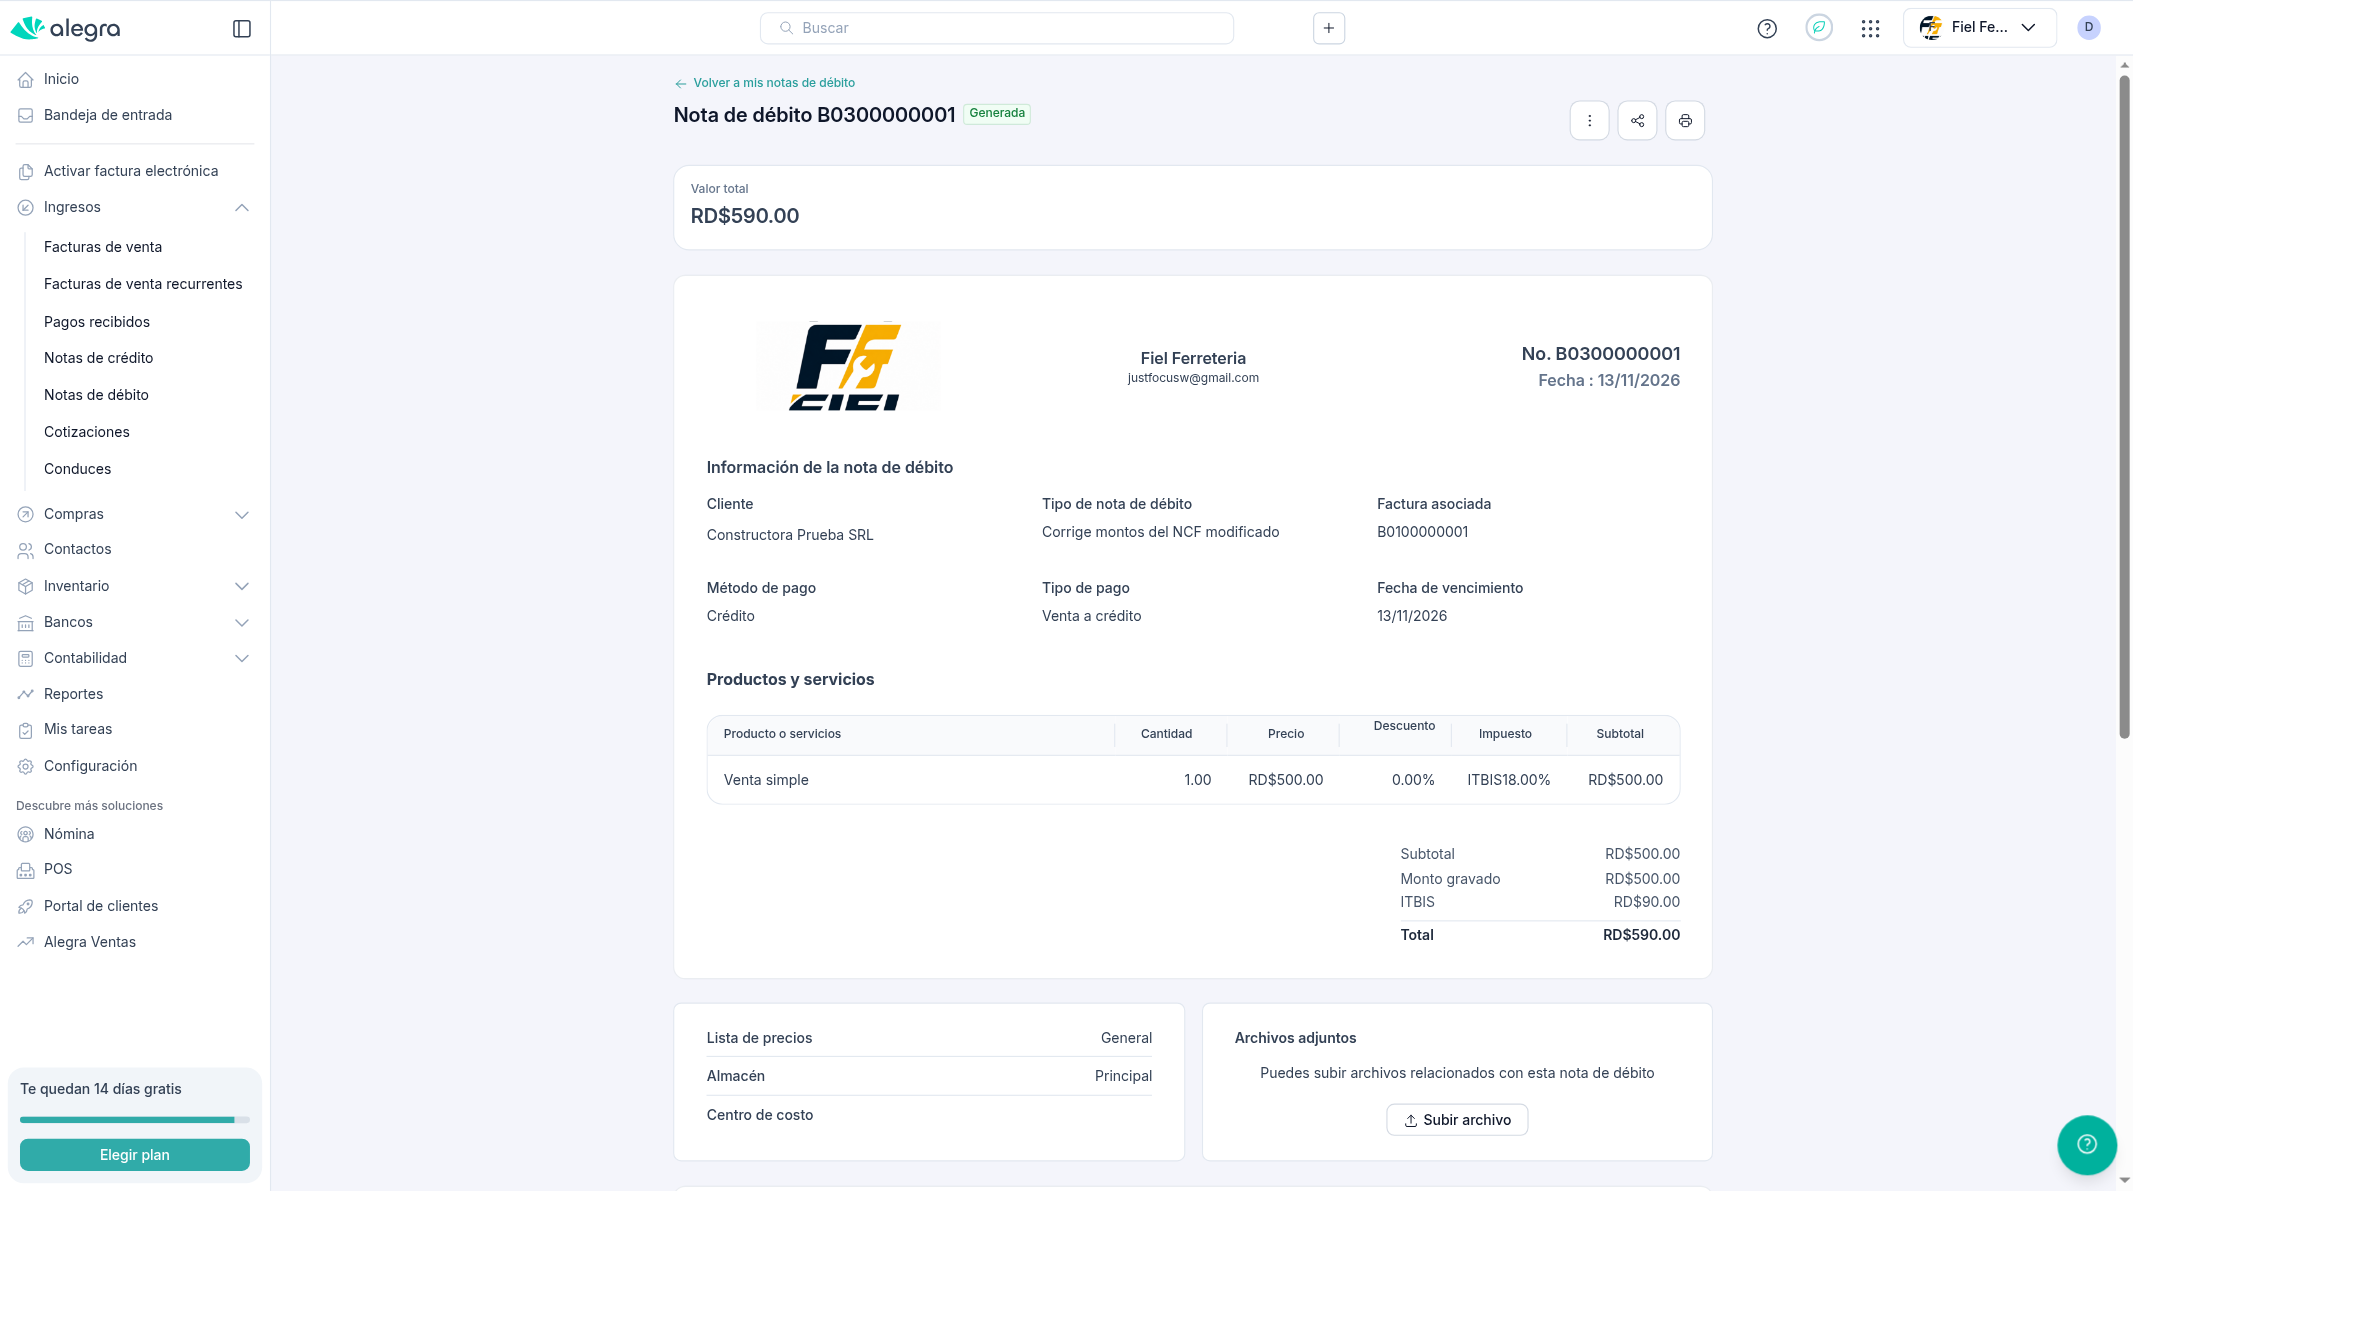 alegra
Buscar
Fiel Fe...
D
Inicio
Bandeja de entrada
Activar factura electrónica
Ingresos
Facturas de venta
Facturas de venta recurrentes
Pagos recibidos
Notas de crédito
Notas de débito
Cotizaciones
Conduces
Compras
Contactos
Inventario
Bancos
Contabilidad
Reportes
Mis tareas
Configuración
Descubre más soluciones
Nómina
POS
Portal de clientes
Alegra Ventas
Te quedan 14 días gratis
Elegir plan
Volver a mis notas de débito
Nota de débito B0300000001 Generada
Valor total
RD$590.00
Fiel Ferreteria
justfocusw@gmail.com
No. B0300000001
Fecha : 13/11/2026
Información de la nota de débito
Cliente Tipo de nota de débito Factura asociada
Constructora Prueba SRL Corrige montos del NCF modificado B0100000001
Método de pago Tipo de pago Fecha de vencimiento
Crédito Venta a crédito 13/11/2026
Productos y servicios
Producto o servicios Cantidad Precio Descuento Impuesto Subtotal
Venta simple 1.00 RD$500.00 0.00% ITBIS18.00% RD$500.00
Subtotal RD$500.00
Monto gravado RD$500.00
ITBIS RD$90.00
Total RD$590.00
Lista de precios General
Almacén Principal
Centro de costo
Archivos adjuntos
Puedes subir archivos relacionados con esta nota de débito
Subir archivo